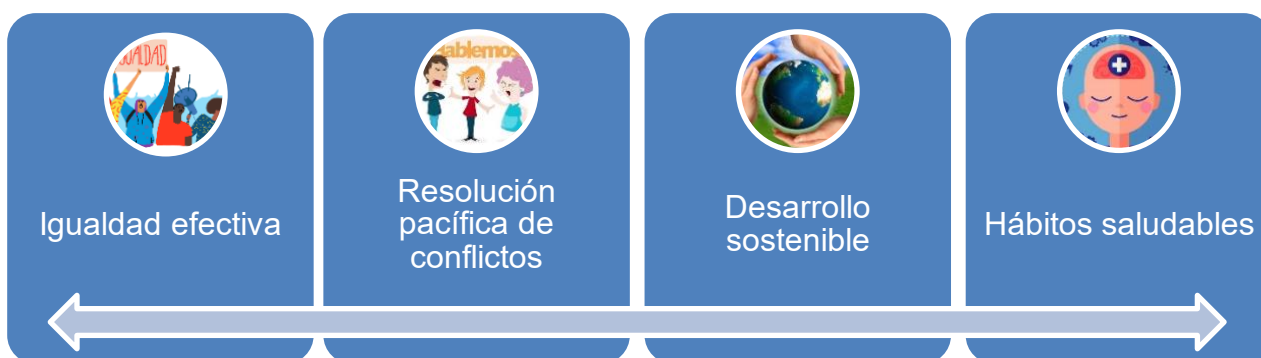 IGUALDAD
Hablemos
Igualdad efectiva
Resolución
pacífica de
conflictos
Desarrollo
sostenible
Hábitos saludables